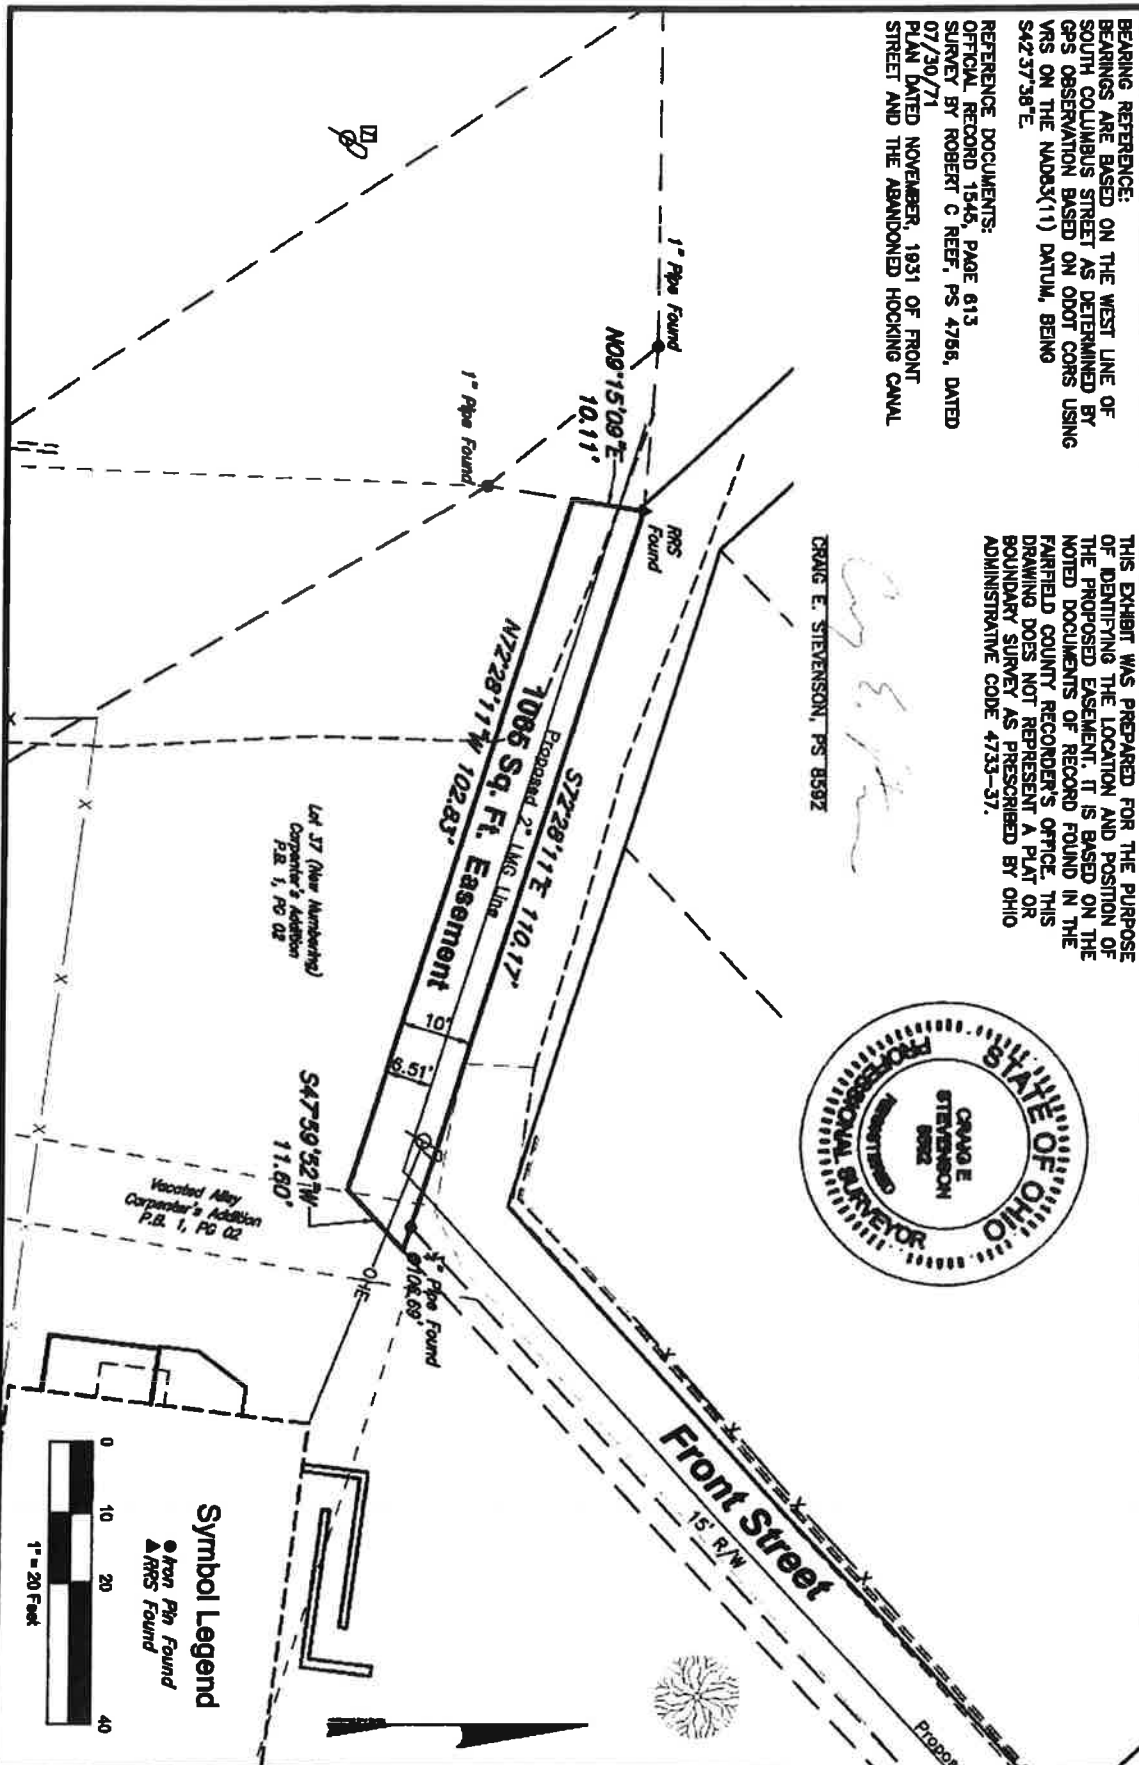 BEARING REFERENCE:
BEARINGS ARE BASED ON THE WEST LINE OF
SOUTH COLUMBUS STREET AS DETERMINED BY
GPS OBSERVATION BASED ON ODOT CORS USING
VRS ON THE NAD83(11) DATUM, BEING
S42°37'38"E.
REFERENCE DOCUMENTS:
OFFICIAL RECORD 1545, PAGE 613
SURVEY BY ROBERT C REEF, PS 4756, DATED
07/30/71
PLAN DATED NOVEMBER, 1931 OF FRONT
STREET AND THE ABANDONED HOCKING CANAL
THIS EXHIBIT WAS PREPARED FOR THE PURPOSE
OF IDENTIFYING THE LOCATION AND POSITION OF
THE PROPOSED EASEMENT. IT IS BASED ON THE
NOTED DOCUMENTS OF RECORD FOUND IN THE
FAIRFIELD COUNTY RECORDER'S OFFICE. THIS
DRAWING DOES NOT REPRESENT A PLAT OR
BOUNDARY SURVEY AS PRESCRIBED BY OHIO
ADMINISTRATIVE CODE 4733-37.
CRAIG E. STEVENSON, PS 8592
STATE OF OHIO
CRAIG E
STEVENSON
8592
REGISTERED
PROFESSIONAL SURVEYOR
1" Pipe Found
N09°15'09"E
10.11'
1" Pipe Found
RRS
Found
S72°28'11"E 110.17'
Proposed 2" LMG Line
1065 Sq. Ft. Easement
N72°28'11"W 102.83'
10'
6.51'
S47°59'52"W
11.60'
Pipe Found
@106.69'
OHE
Lot 37 (New Numbering)
Carpenter's Addition
P.B. 1, PG 02
Vacated Alley
Carpenter's Addition
P.B. 1, PG 02
X
X
X
X
X
X
X
X
X
Front Street
15' R/W
Propos
Symbol Legend
Iron Pin Found
RRS Found
0 10 20 40
1" = 20 Feet